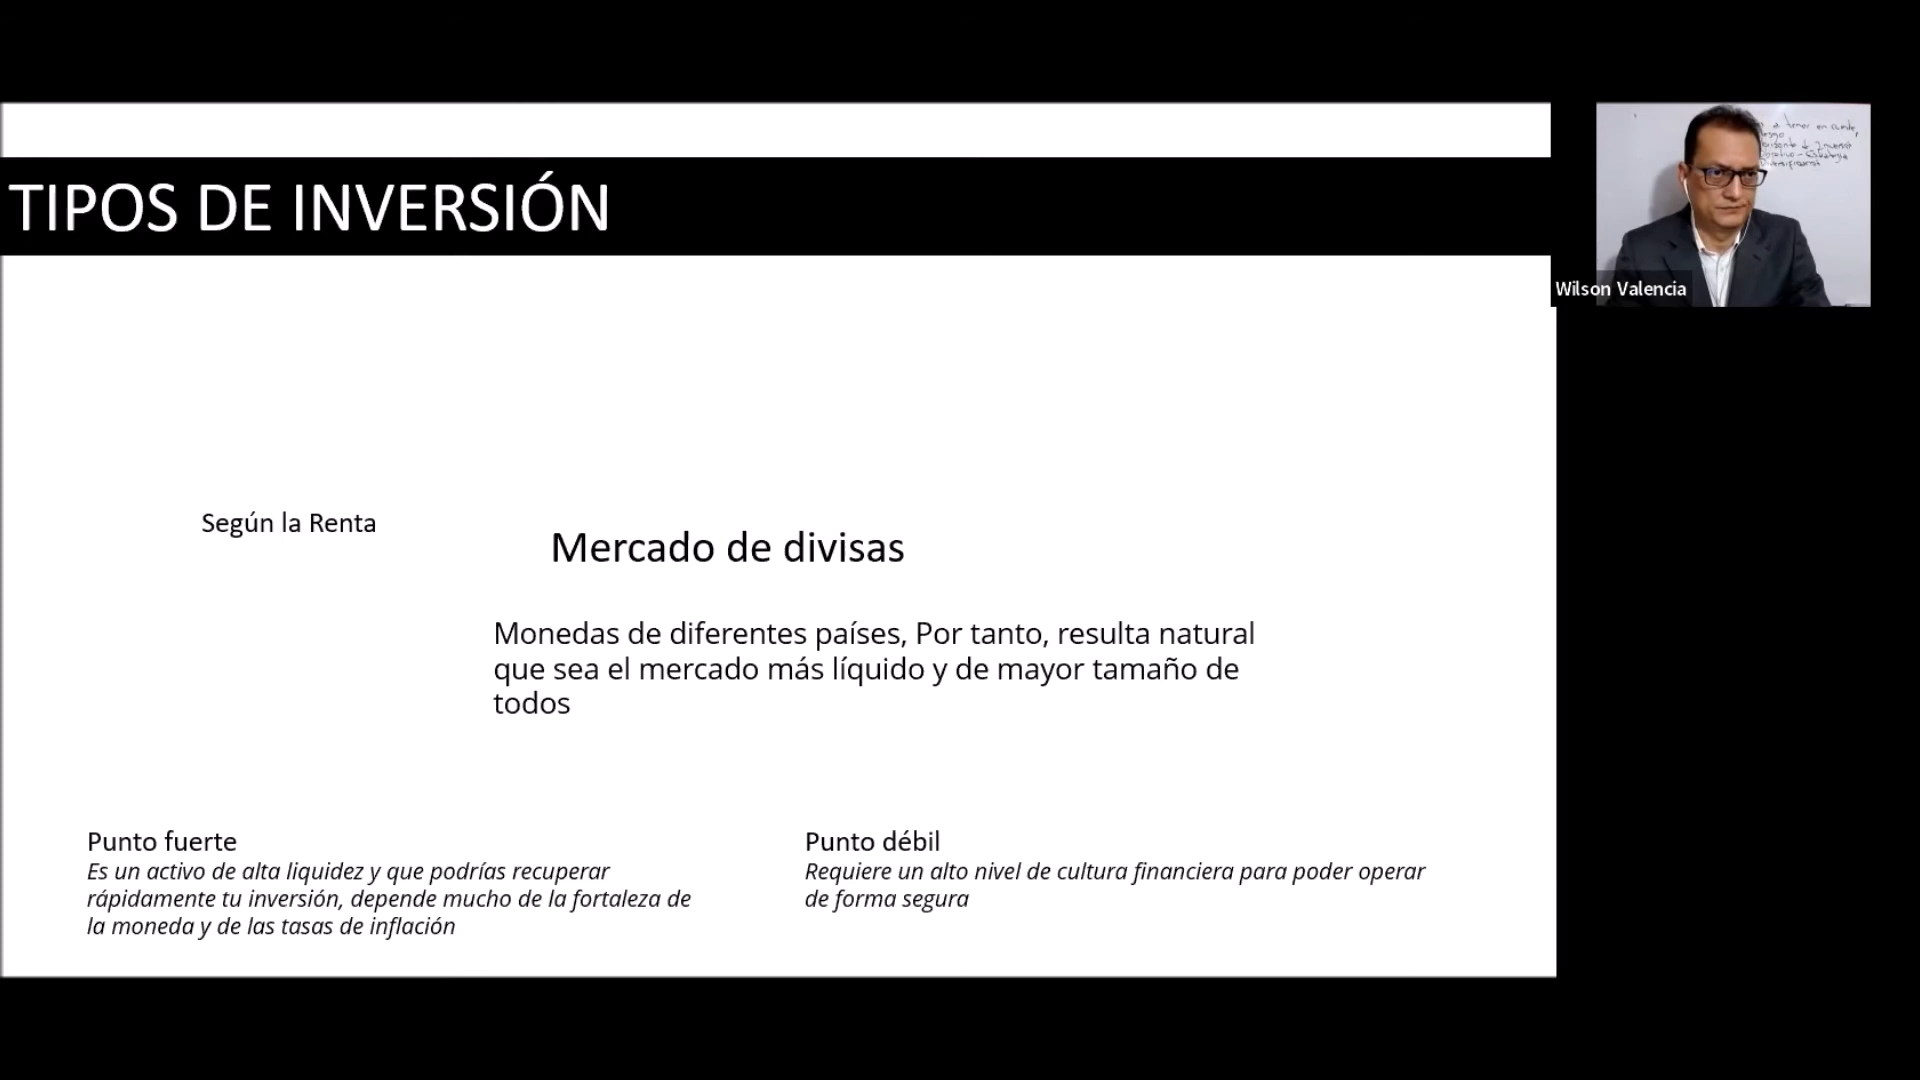 TIPOS DE INVERSIÓN
a tener en cuenta
Wilson Valencia
Según la Renta
Mercado de divisas
Monedas de diferentes países, Por tanto, resulta natural
que sea el mercado más líquido y de mayor tamaño de
todos
Punto fuerte
Es un activo de alta liquidez y que podrías recuperar
rápidamente tu inversión, depende mucho de la fortaleza de
la moneda y de las tasas de inflación
Punto débil
Requiere un alto nivel de cultura financiera para poder operar
de forma segura